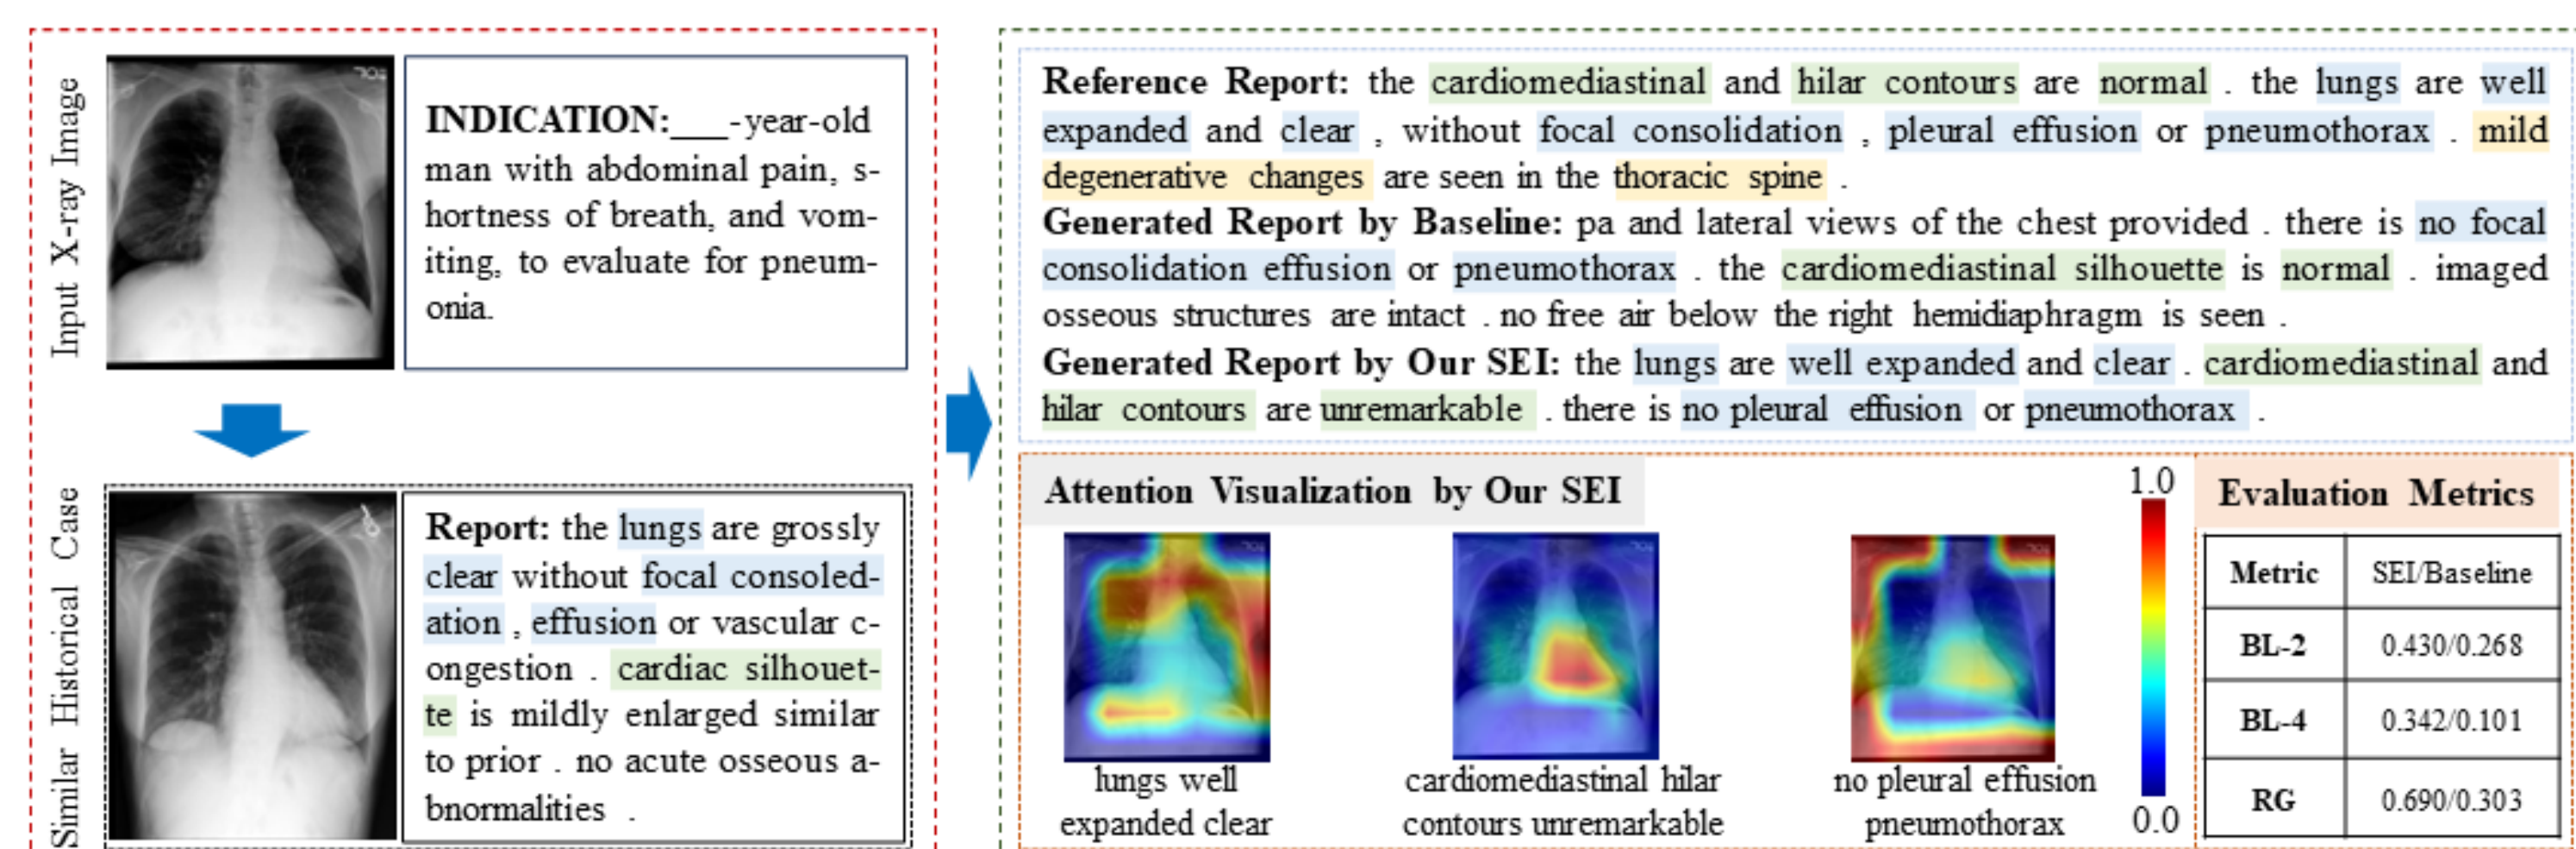 Input X-ray Image
INDICATION:___-year-old
man with abdominal pain, s-
hortness of breath, and vom-
iting, to evaluate for pneum-
onia.
Similar Historical Case
Report: the lungs are grossly
clear without focal consoled-
ation , effusion or vascular c-
ongestion . cardiac silhouet-
te is mildly enlarged similar
to prior . no acute osseous a-
bnormalities .
Reference Report: the cardiomediastinal and hilar contours are normal . the lungs are well
expanded and clear , without focal consolidation , pleural effusion or pneumothorax . mild
degenerative changes are seen in the thoracic spine .
Generated Report by Baseline: pa and lateral views of the chest provided . there is no focal
consolidation effusion or pneumothorax . the cardiomediastinal silhouette is normal . imaged
osseous structures are intact . no free air below the right hemidiaphragm is seen .
Generated Report by Our SEI: the lungs are well expanded and clear . cardiomediastinal and
hilar contours are unremarkable . there is no pleural effusion or pneumothorax .
Attention Visualization by Our SEI
lungs well
expanded clear
cardiomediastinal hilar
contours unremarkable
no pleural effusion
pneumothorax
1.0
0.0
Evaluation Metrics
Metric SEI/Baseline
BL-2 0.430/0.268
BL-4 0.342/0.101
RG 0.690/0.303